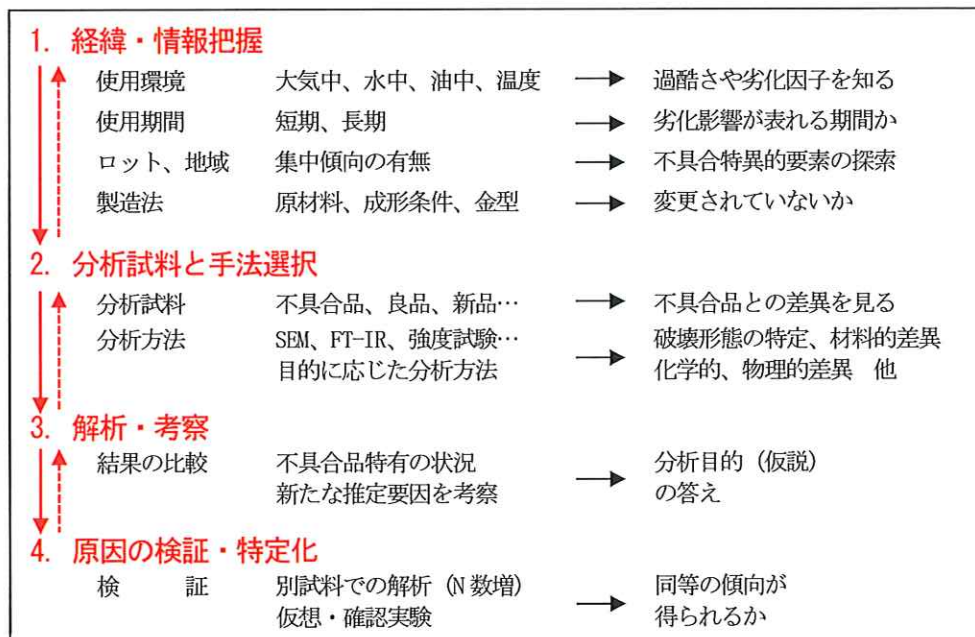 1. 経緯・情報把握
使用環境 大気中、水中、油中、温度 → 過酷さや劣化因子を知る
使用期間 短期、長期 → 劣化影響が表れる期間か
ロット、地域 集中傾向の有無 → 不具合特異的要素の探索
製造法 原材料、成形条件、金型 → 変更されていないか
2. 分析試料と手法選択
分析試料 不具合品、良品、新品… → 不具合品との差異を見る
分析方法 SEM、FT-IR、強度試験… → 破壊形態の特定、材料的差異
目的に応じた分析方法 化学的、物理的差異 他
3. 解析・考察
結果の比較 不具合品特有の状況 → 分析目的（仮説）
新たな推定要因を考察 の答え
4. 原因の検証・特定化
検 証 別試料での解析（N 数増） → 同等の傾向が
仮想・確認実験 得られるか